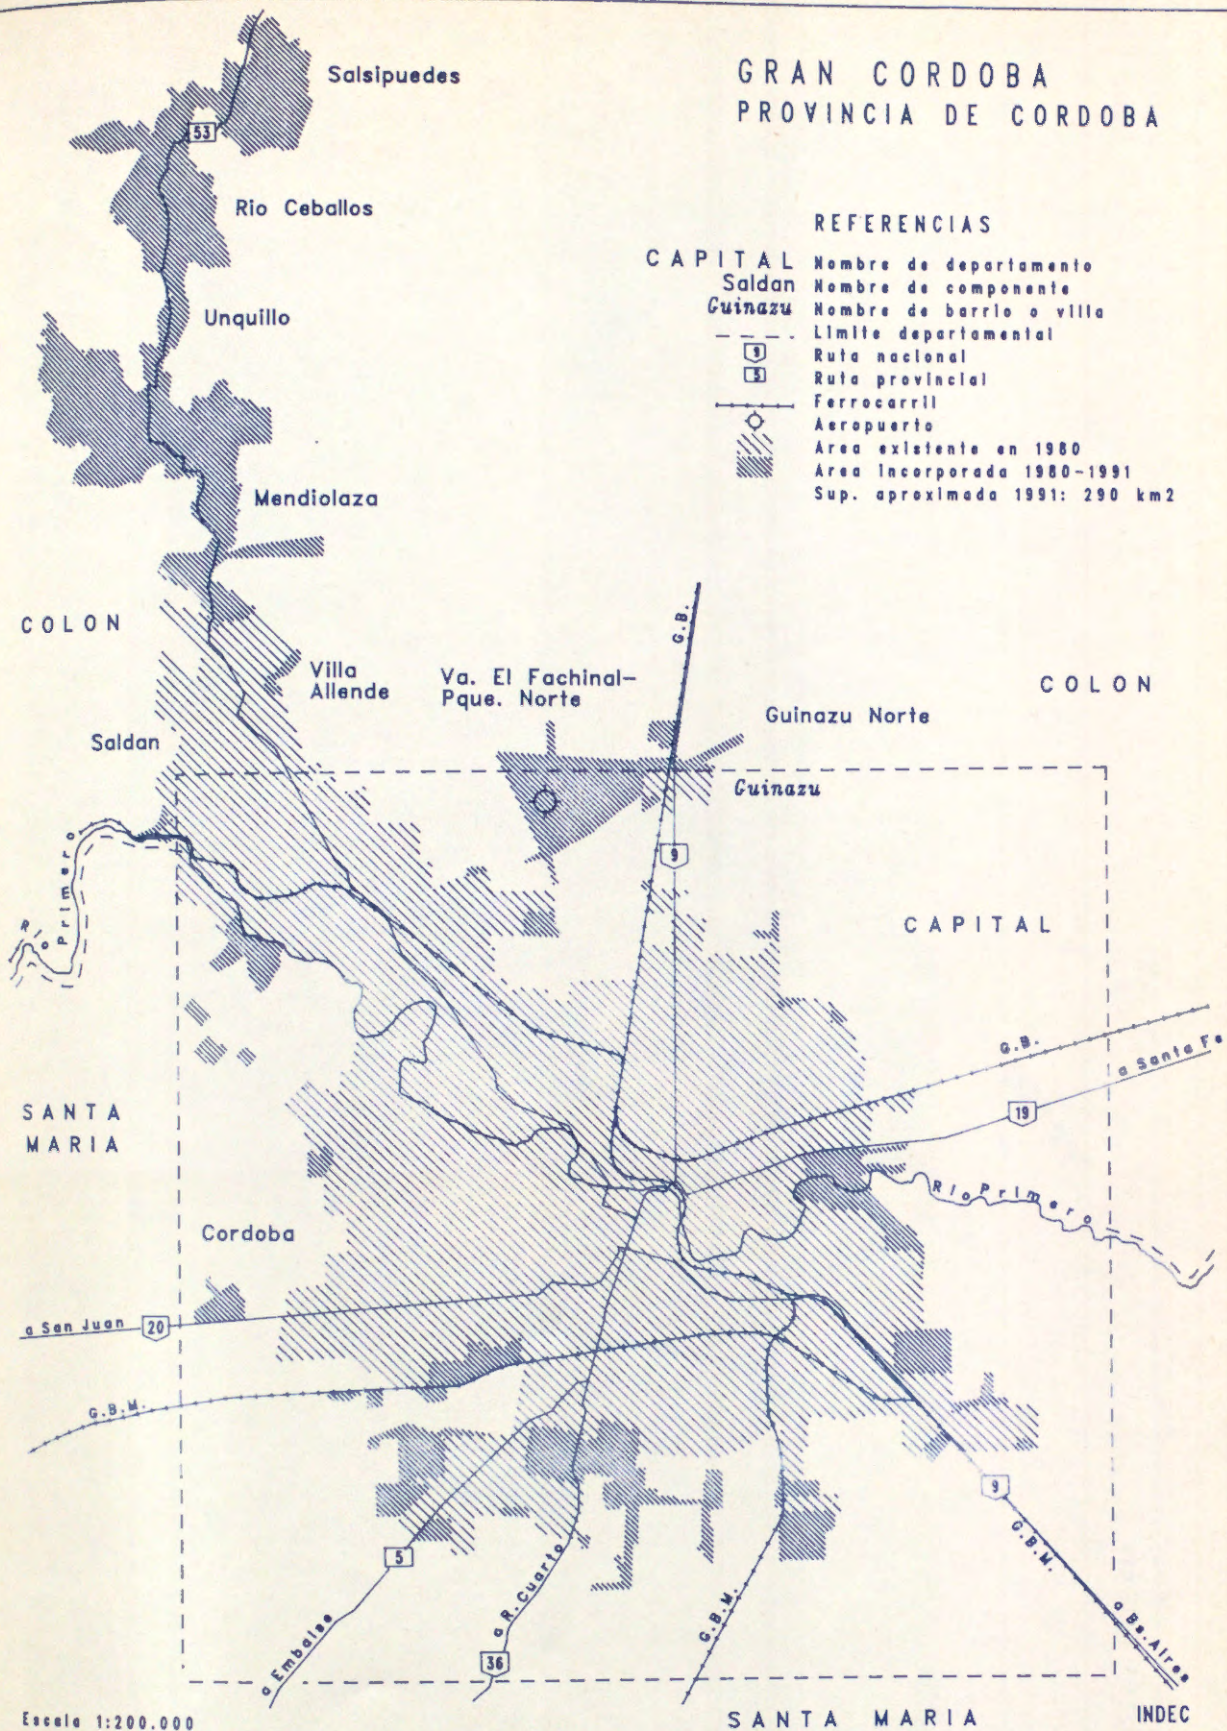 GRAN CORDOBA
PROVINCIA DE CORDOBA
Salsipuedes
53
Rio Ceballos
REFERENCIAS
CAPITAL Nombre de departamento
Saldan Nombre de componente
Guinazu Nombre de barrio o villa
Limite departamental
9 Ruta nacional
5 Ruta provincial
Ferrocarril
Aeropuerto
Area existente en 1980
Area incorporada 1980-1991
Sup. aproximada 1991: 290 km2
Unquillo
Mendiolaza
COLON
G.B.
Villa
Allende
Va. El Fachinal-
Pque. Norte
COLON
Guinazu Norte
Saldan
Guinazu
9
Rio Primero
CAPITAL
G.B.
a Santa Fe
19
SANTA
MARIA
Rio Primero
Cordoba
a San Juan 20
G.B.M.
9
5
G.B.M.
a R. Cuarto
G.B.M.
a Embalse
a Bs. Aires
36
Escala 1:200.000
SANTA MARIA
INDEC